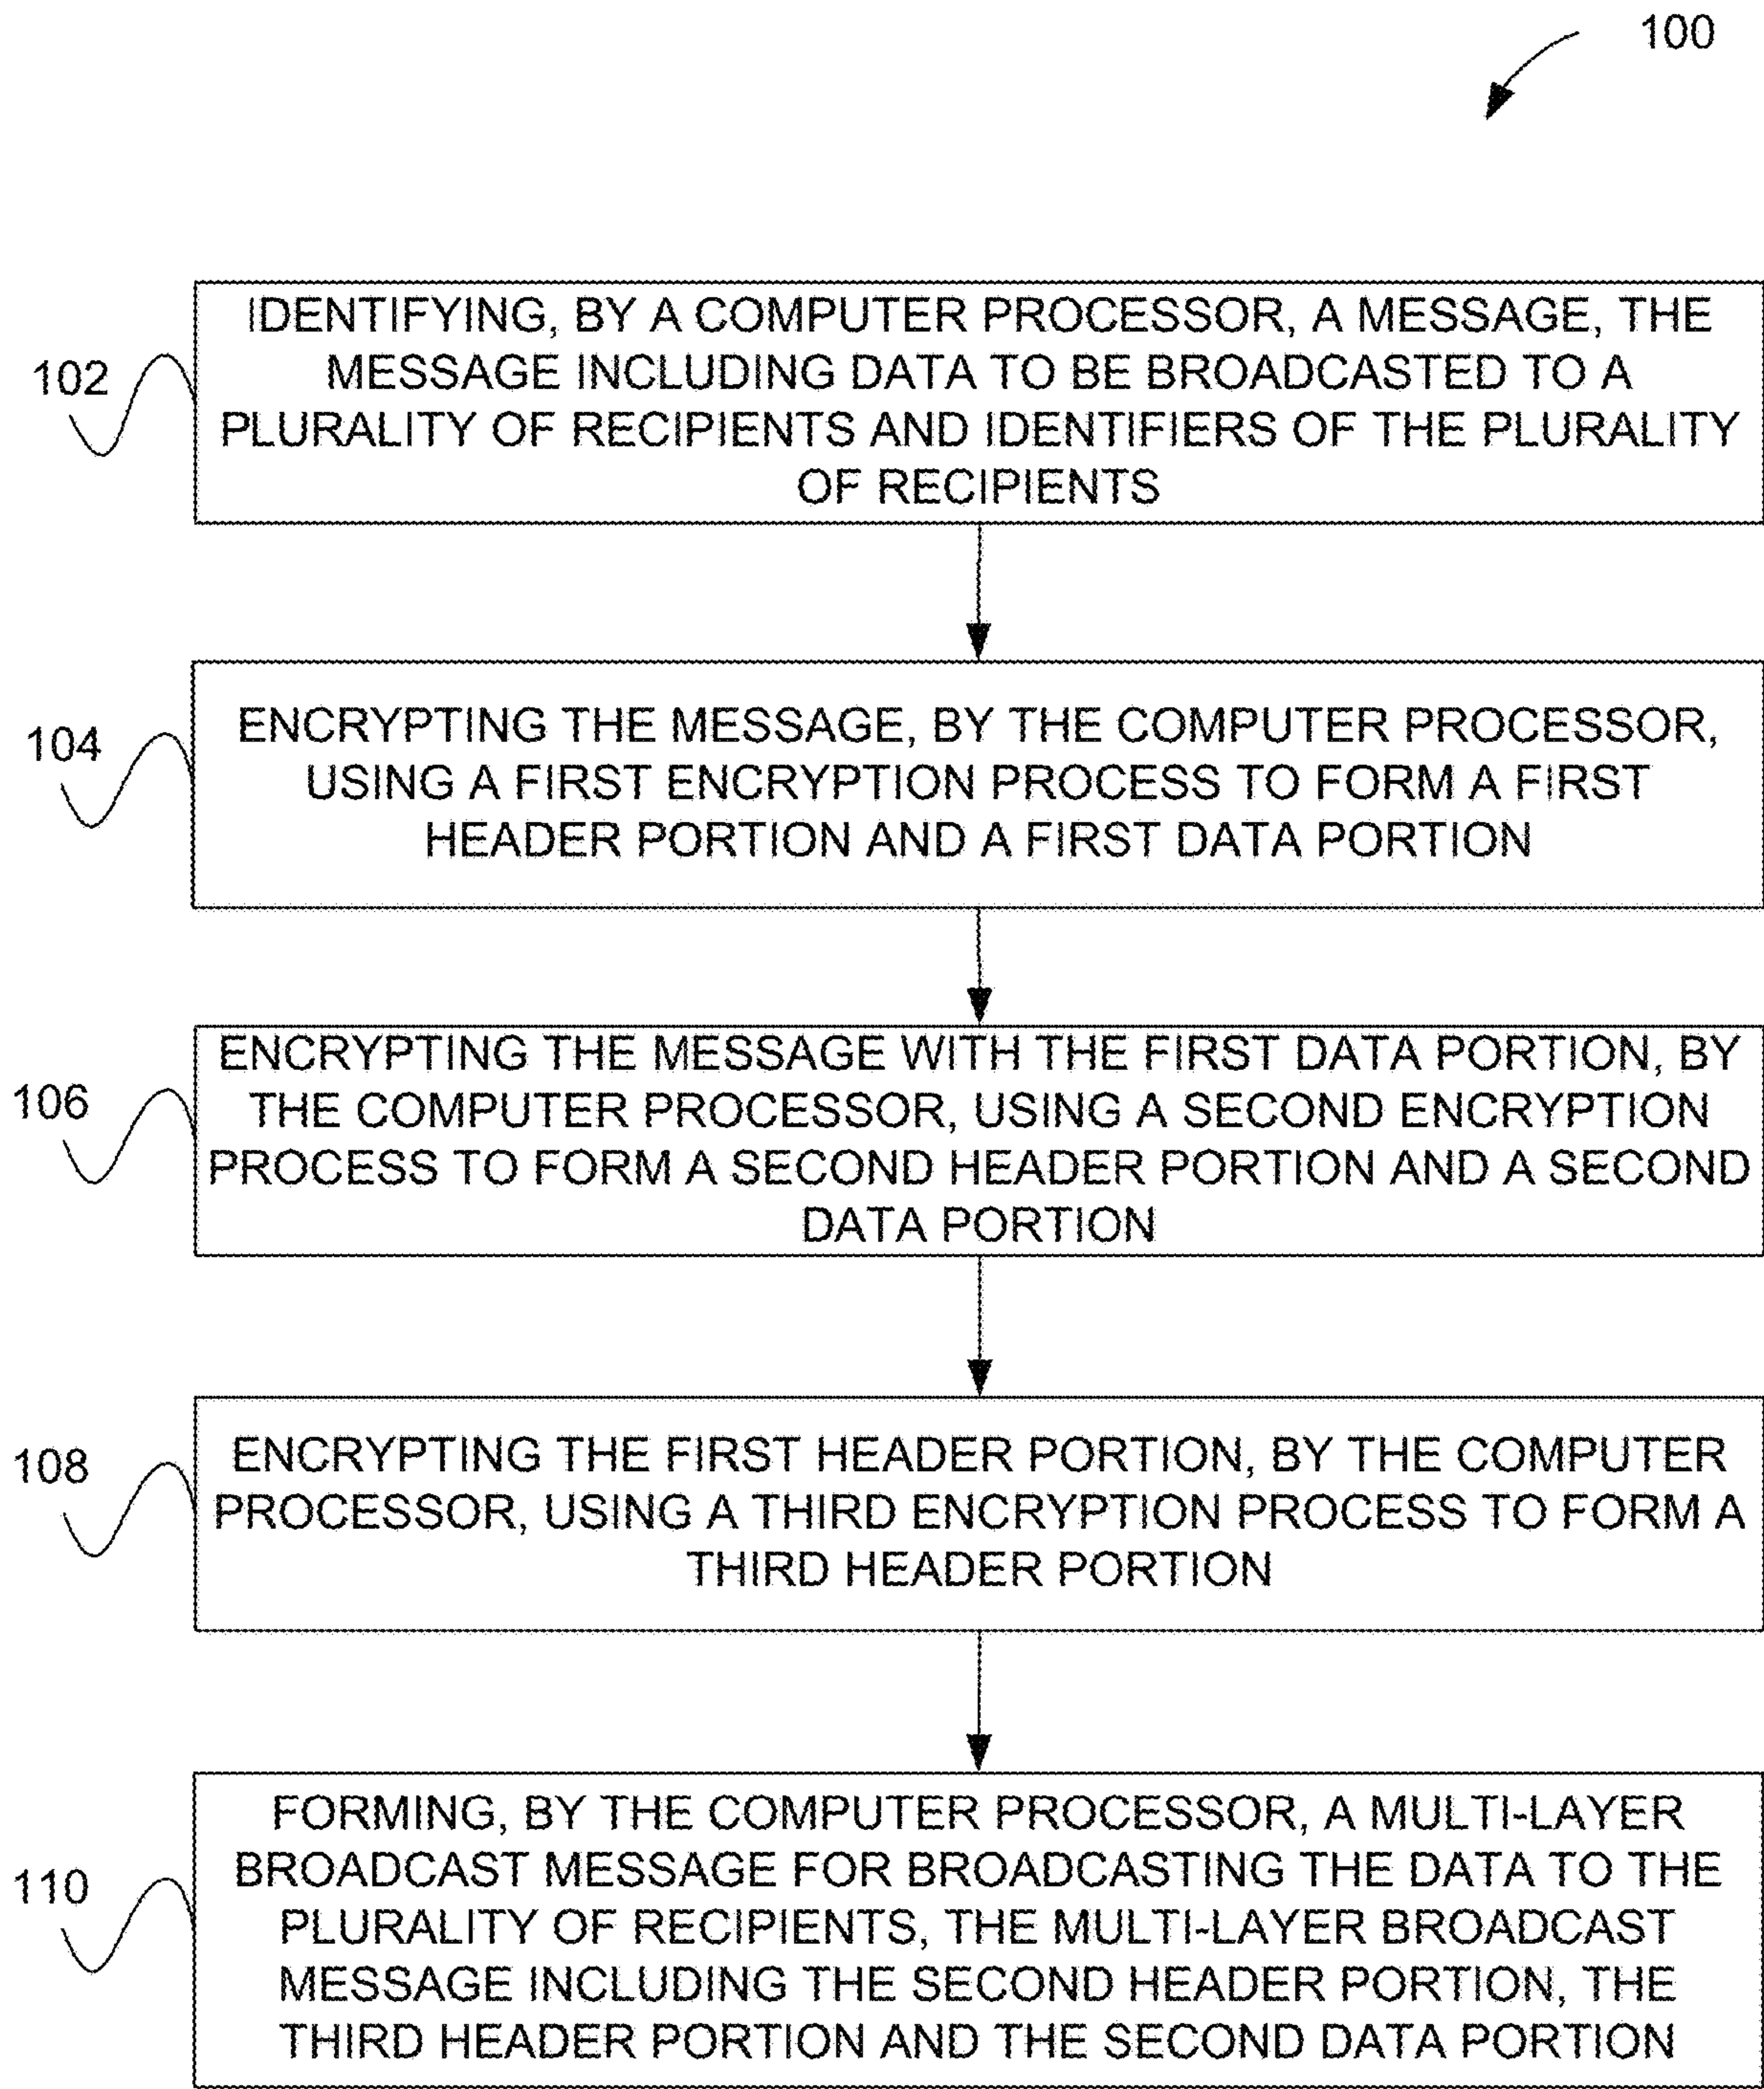 100
102
IDENTIFYING, BY A COMPUTER PROCESSOR, A MESSAGE, THE
MESSAGE INCLUDING DATA TO BE BROADCASTED TO A
PLURALITY OF RECIPIENTS AND IDENTIFIERS OF THE PLURALITY
OF RECIPIENTS
104
ENCRYPTING THE MESSAGE, BY THE COMPUTER PROCESSOR,
USING A FIRST ENCRYPTION PROCESS TO FORM A FIRST
HEADER PORTION AND A FIRST DATA PORTION
106
ENCRYPTING THE MESSAGE WITH THE FIRST DATA PORTION, BY
THE COMPUTER PROCESSOR, USING A SECOND ENCRYPTION
PROCESS TO FORM A SECOND HEADER PORTION AND A SECOND
DATA PORTION
108
ENCRYPTING THE FIRST HEADER PORTION, BY THE COMPUTER
PROCESSOR, USING A THIRD ENCRYPTION PROCESS TO FORM A
THIRD HEADER PORTION
110
FORMING, BY THE COMPUTER PROCESSOR, A MULTI-LAYER
BROADCAST MESSAGE FOR BROADCASTING THE DATA TO THE
PLURALITY OF RECIPIENTS, THE MULTI-LAYER BROADCAST
MESSAGE INCLUDING THE SECOND HEADER PORTION, THE
THIRD HEADER PORTION AND THE SECOND DATA PORTION